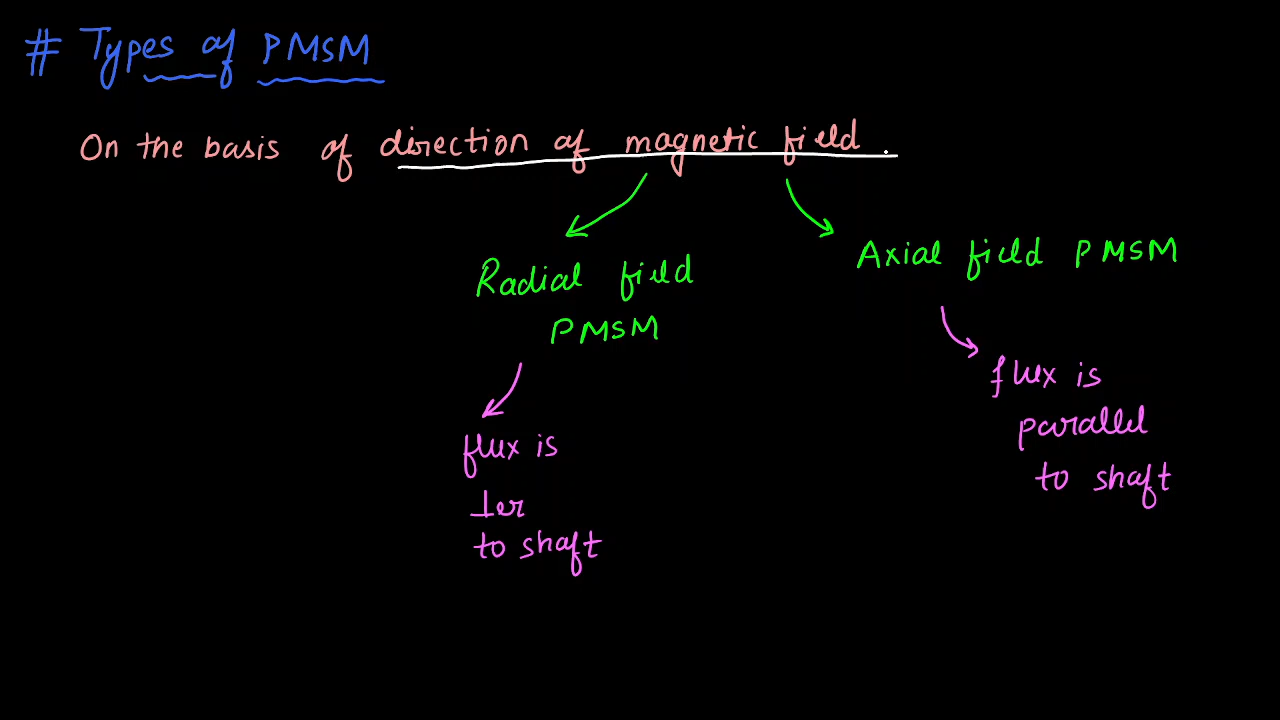 # Types of PMSM
On the basis of direction of magnetic field.
Radial field
PMSM
flux is
⊥er
to shaft
Axial field PMSM
flux is
parallel
to shaft